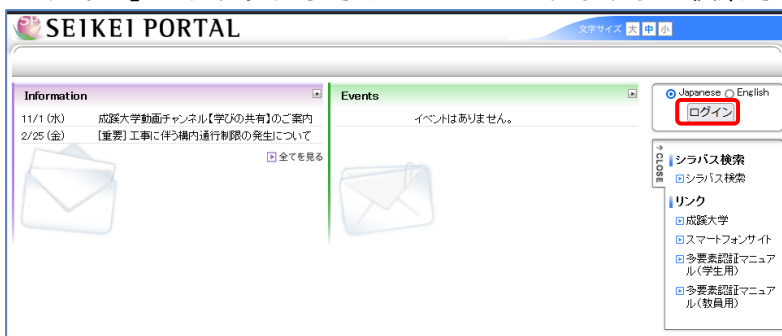 SEIKEI PORTAL
文字サイズ 大 中 小
Information
11/1 (水) 成蹊大学動画チャンネル【学びの共有】のご案内
2/25 (金) [重要] 工事に伴う構内通行制限の発生について
全てを見る
Events
イベントはありません。
Japanese English
ログイン
CLOSE
シラバス検索
シラバス検索
リンク
成蹊大学
スマートフォンサイト
多要素認証マニュア
ル(学生用)
多要素認証マニュア
ル(教員用)